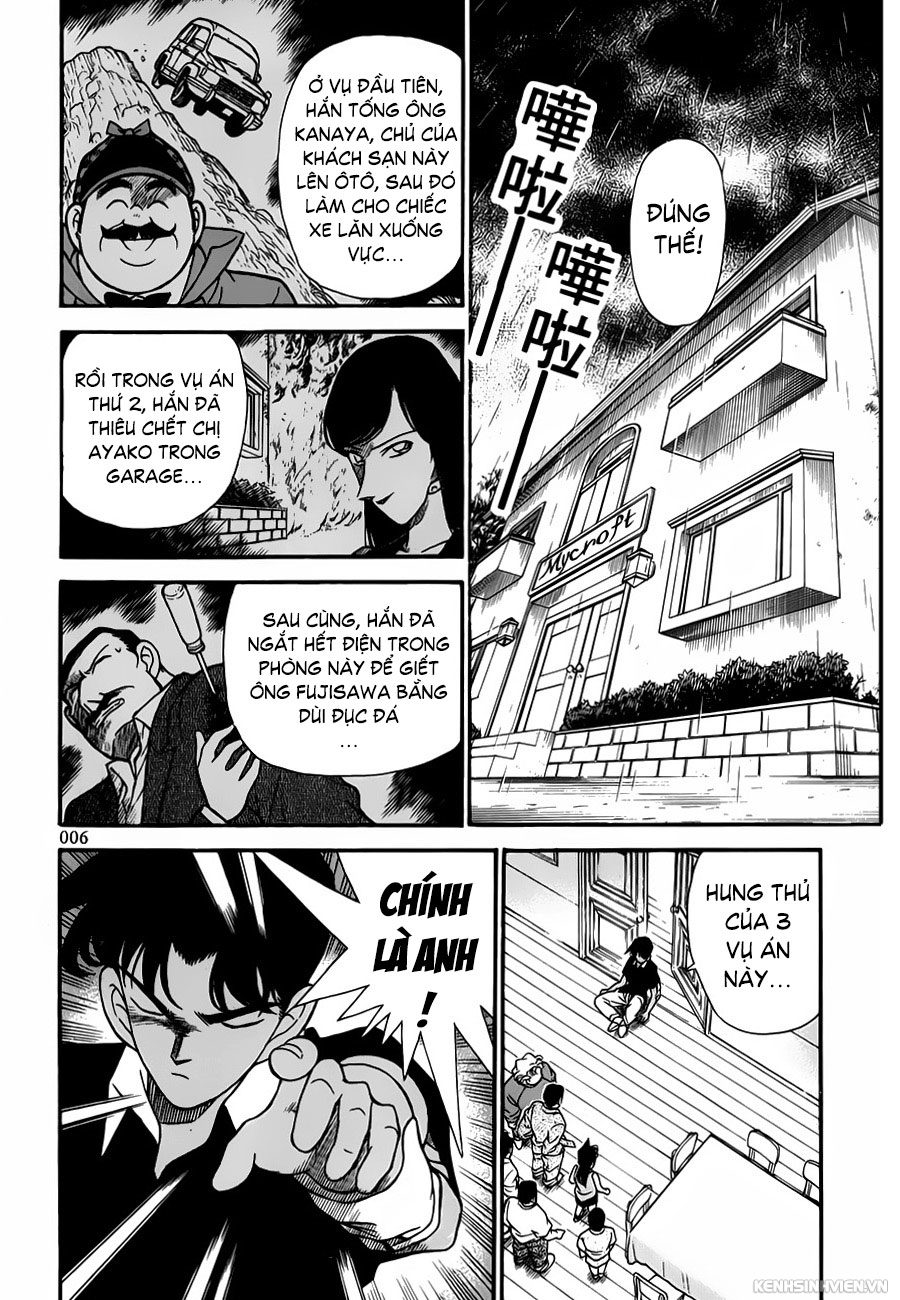 ĐÚNG
THẾ!
嘩
啦
嘩
啦
Mycroft
Ở VỤ ĐẦU TIÊN,
HẮN TỐNG ÔNG
KANAYA, CHỦ CỦA
KHÁCH SẠN NÀY
LÊN ÔTÔ, SAU ĐÓ
LÀM CHO CHIẾC
XE LĂN XUỐNG
VỰC...
RỒI TRONG VỤ ÁN
THỨ 2, HẮN ĐÃ
THIÊU CHẾT CHỊ
AYAKO TRONG
GARAGE...
SAU CÙNG, HẮN ĐÃ
NGẮT HẾT ĐIỆN TRONG
PHÒNG NÀY ĐỂ GIẾT
ÔNG FUJISAWA BẰNG
DÙI ĐỤC ĐÁ
...
006
HUNG THỦ
CỦA 3
VỤ ÁN
NÀY...
CHÍNH
LÀ ANH
!
KENHSINHVIEN.VN